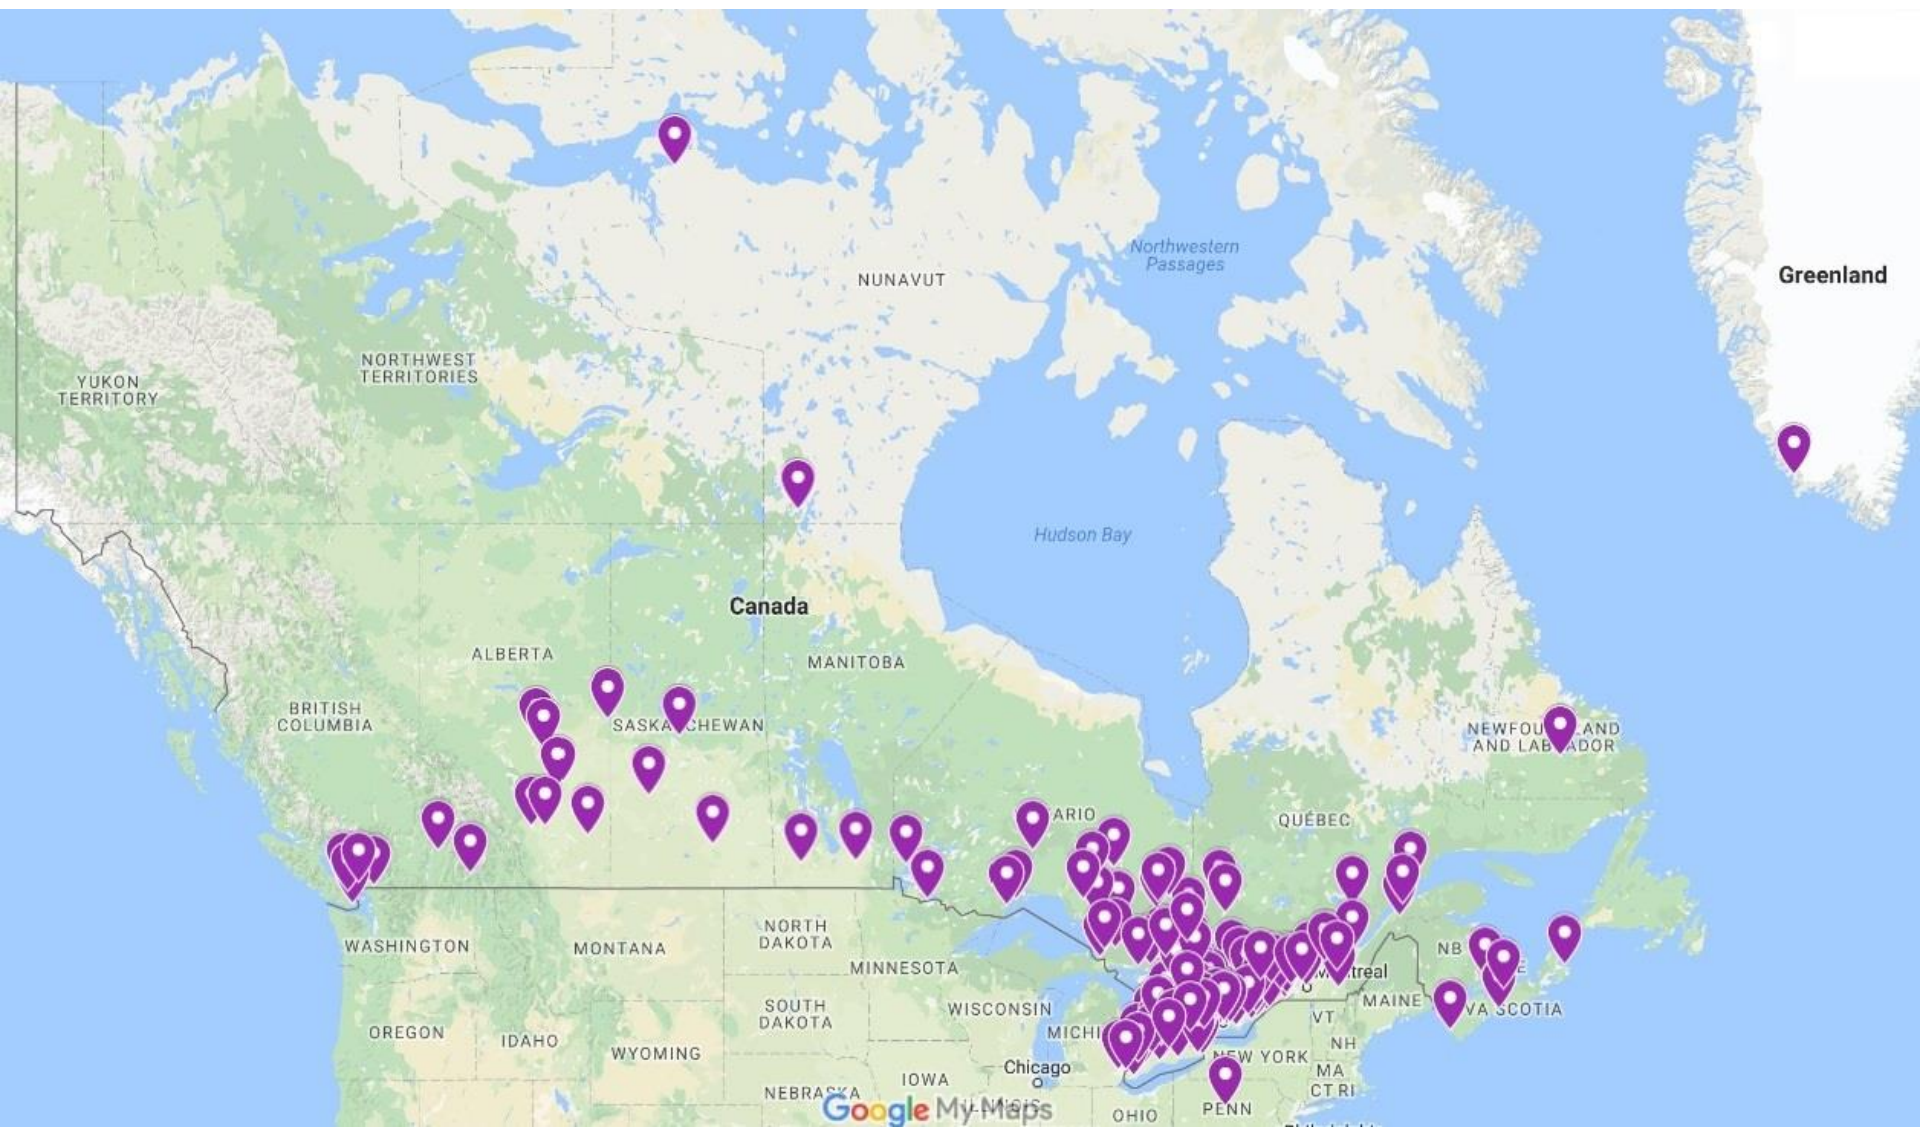 Northwestern
Passages
NUNAVUT
Greenland
NORTHWEST
TERRITORIES
YUKON
TERRITORY
Hudson Bay
Canada
ALBERTA
MANITOBA
BRITISH
COLUMBIA
NEWFOU LAND
AND LAB ADOR
SASKA CHEWAN
ARIO
QUÉBEC
NORTH
DAKOTA
WASHINGTON
MONTANA
NB
E
MINNESOTA
treal
MAINE
SOUTH
DAKOTA
WISCONSIN
VA SCOTIA
VT
OREGON
IDAHO
MICHI
NH
WYOMING
NEW YORK
Chicago
MA
IOWA
CT RI
NEBRASKA
Google My Maps
ILLINOIS
OHIO
PENN